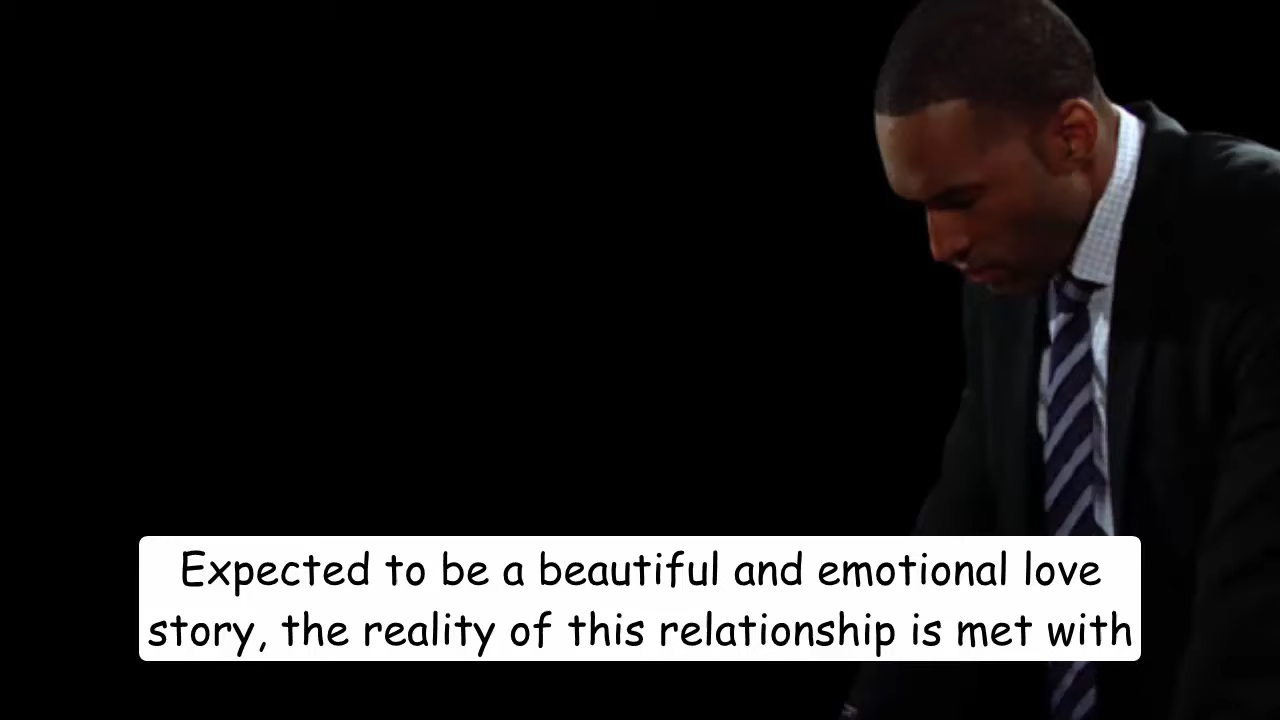 Expected to be a beautiful and emotional love
story, the reality of this relationship is met with